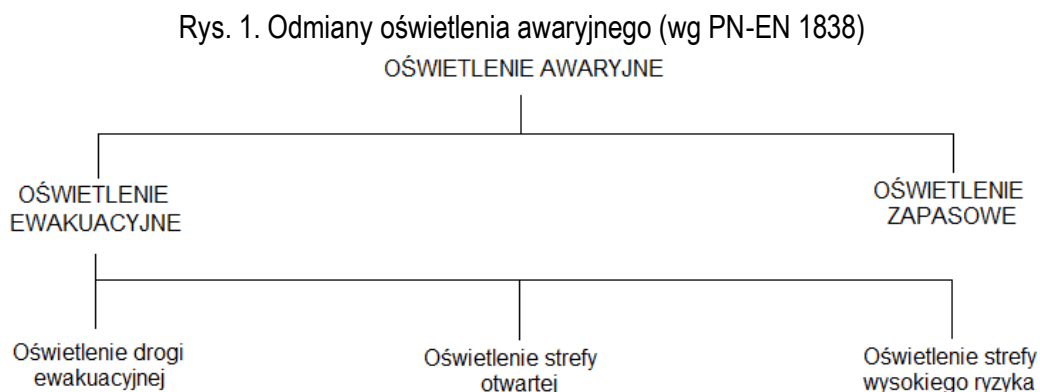 Rys. 1. Odmiany oświetlenia awaryjnego (wg PN-EN 1838)
OŚWIETLENIE AWARYJNE
OŚWIETLENIE
EWAKUACYJNE
OŚWIETLENIE
ZAPASOWE
Oświetlenie drogi
ewakuacyjnej
Oświetlenie strefy
otwartej
Oświetlenie strefy
wysokiego ryzyka